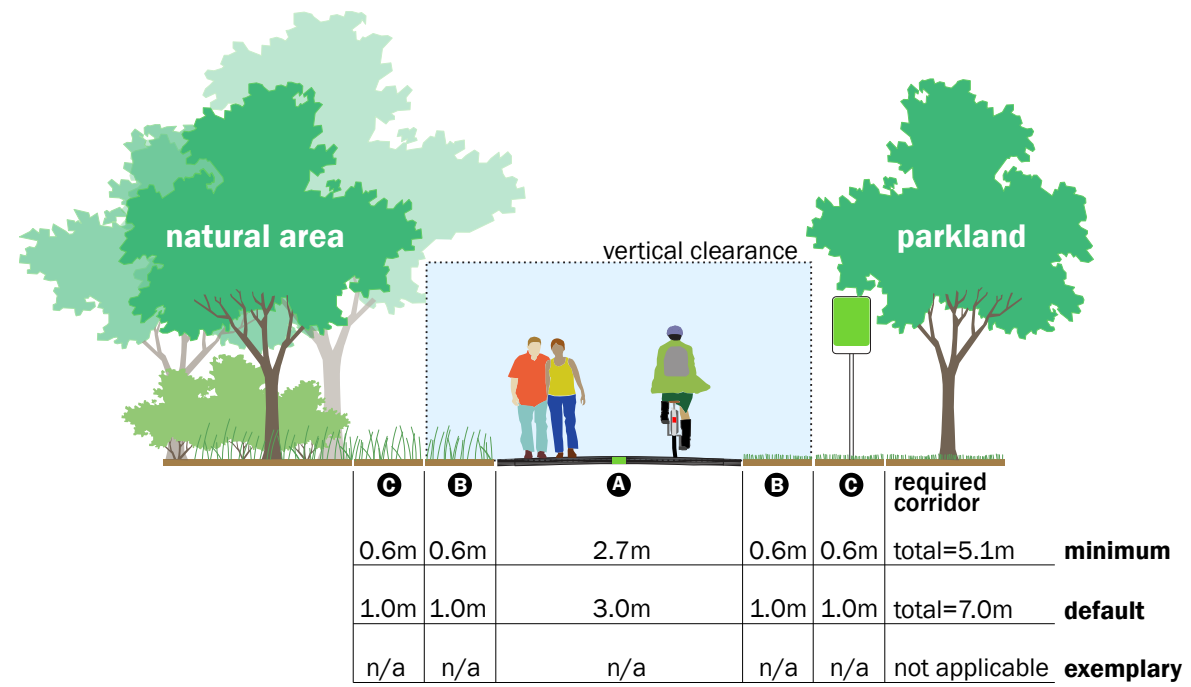 natural area
parkland
vertical clearance
C B A B C required
corridor
0.6m 0.6m 2.7m 0.6m 0.6m total=5.1m minimum
1.0m 1.0m 3.0m 1.0m 1.0m total=7.0m default
n/a n/a n/a n/a n/a not applicable exemplary